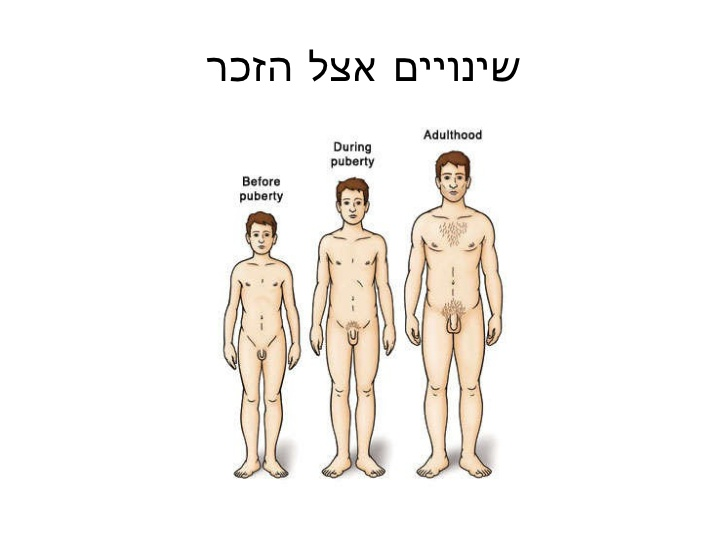 שינויים אצל הזכר
Adulthood
During
puberty
Before
puberty